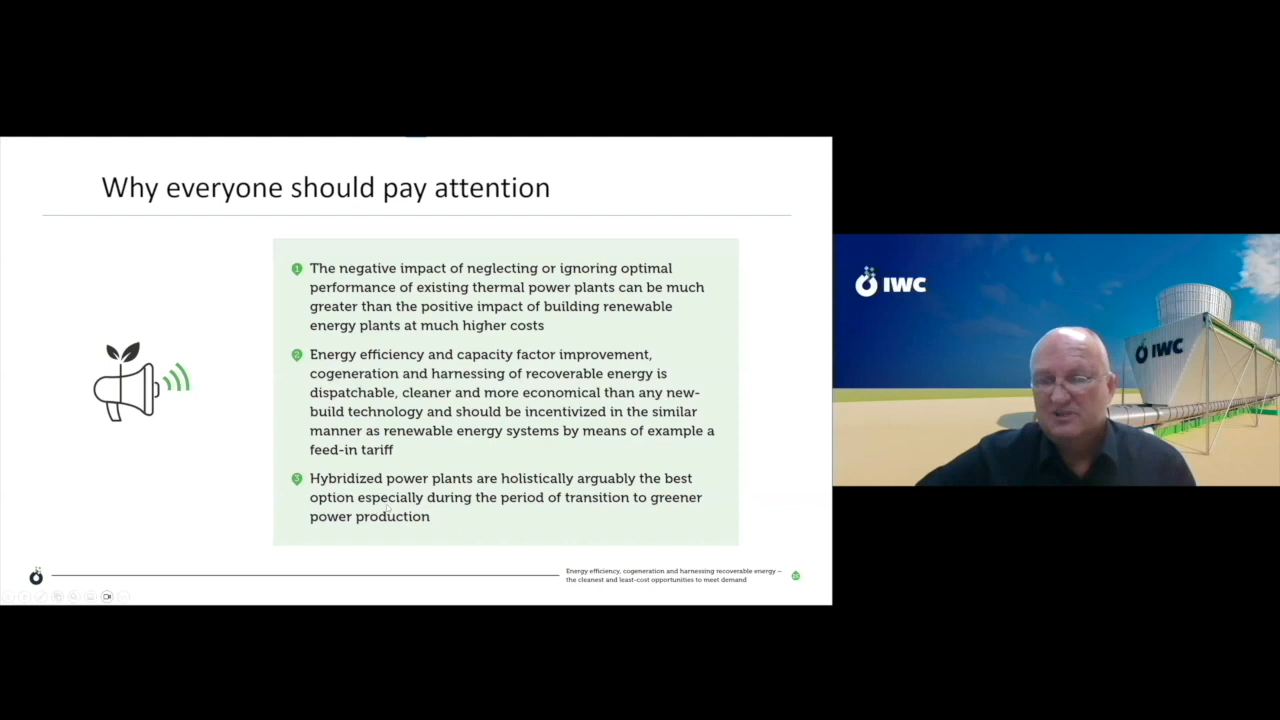 Why everyone should pay attention
1 The negative impact of neglecting or ignoring optimal
performance of existing thermal power plants can be much
greater than the positive impact of building renewable
energy plants at much higher costs
2 Energy efficiency and capacity factor improvement,
cogeneration and harnessing of recoverable energy is
dispatchable, cleaner and more economical than any new-
build technology and should be incentivized in the similar
manner as renewable energy systems by means of example a
feed-in tariff
3 Hybridized power plants are holistically arguably the best
option especially during the period of transition to greener
power production
Energy efficiency, cogeneration and harnessing recoverable energy –
the cleanest and least-cost opportunities to meet demand
IWC
IWC